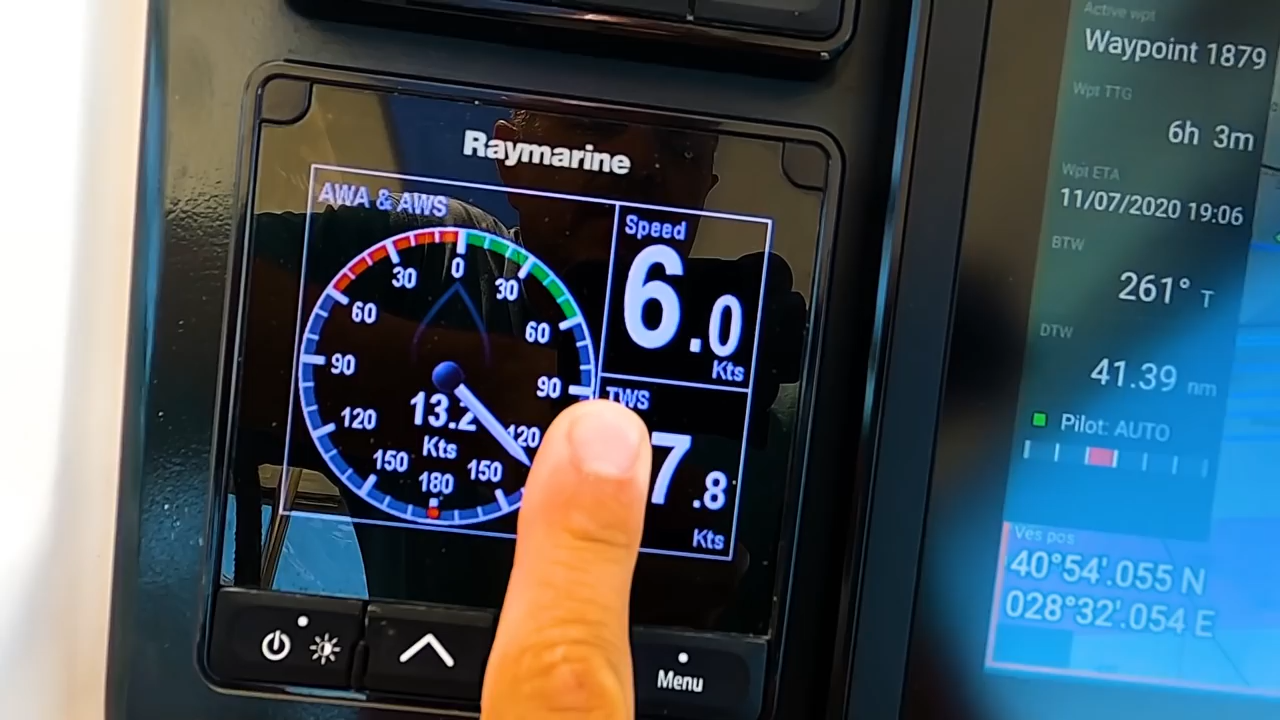 Raymarine
AWA & AWS
0
30
30
60
60
90
90
120
120
150
150
180
13.2
Kts
Speed
6.0
Kts
TWS
7.8
Kts
Menu
Active wpt
Waypoint 1879
Wpt TTG
6h 3m
Wpt ETA
11/07/2020 19:06
BTW
261° T
DTW
41.39 nm
Pilot: AUTO
Ves pos
40°54'.055 N
028°32'.054 E